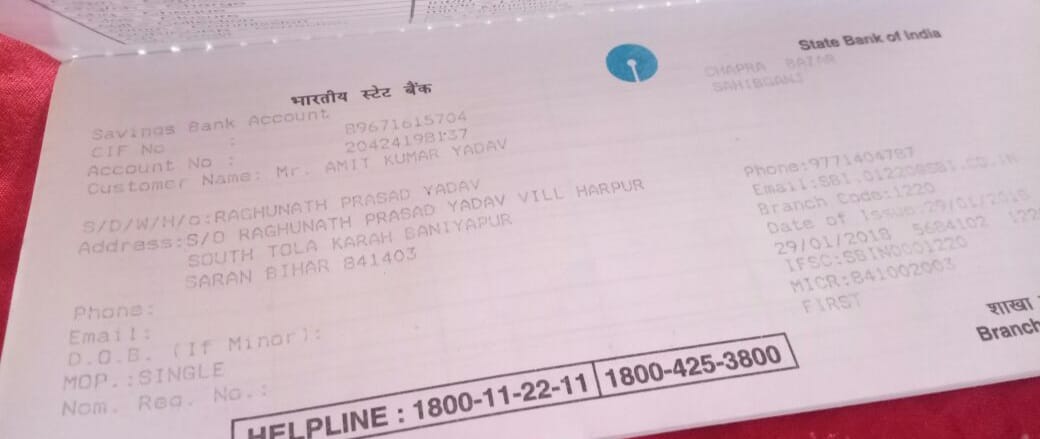 भारतीय स्टेट बैंक
State Bank of India
CHAPRA BAZAR
SAHIBGANJ
Savings Bank Account
CIF No : 89671615704
Account No : 20424198137
Customer Name: Mr. AMIT KUMAR YADAV
S/D/W/H/o:RAGHUNATH PRASAD YADAV
Address:S/O RAGHUNATH PRASAD YADAV VILL HARPUR
SOUTH TOLA KARAH BANIYAPUR
SARAN BIHAR 841403
Phone:
Email:
D.O.B. (If Minor):
MOP.:SINGLE
Nom. Reg. No.:
Phone:9771404787
Email:SBI.01220@SBI.CO.IN
Branch Code:1220
Date of Issue:29/01/2018
29/01/2018 5684102 1220
IFSC:SBIN0001220
MICR:841002003
FIRST
शाखा
Branch
HELPLINE : 1800-11-22-11 1800-425-3800